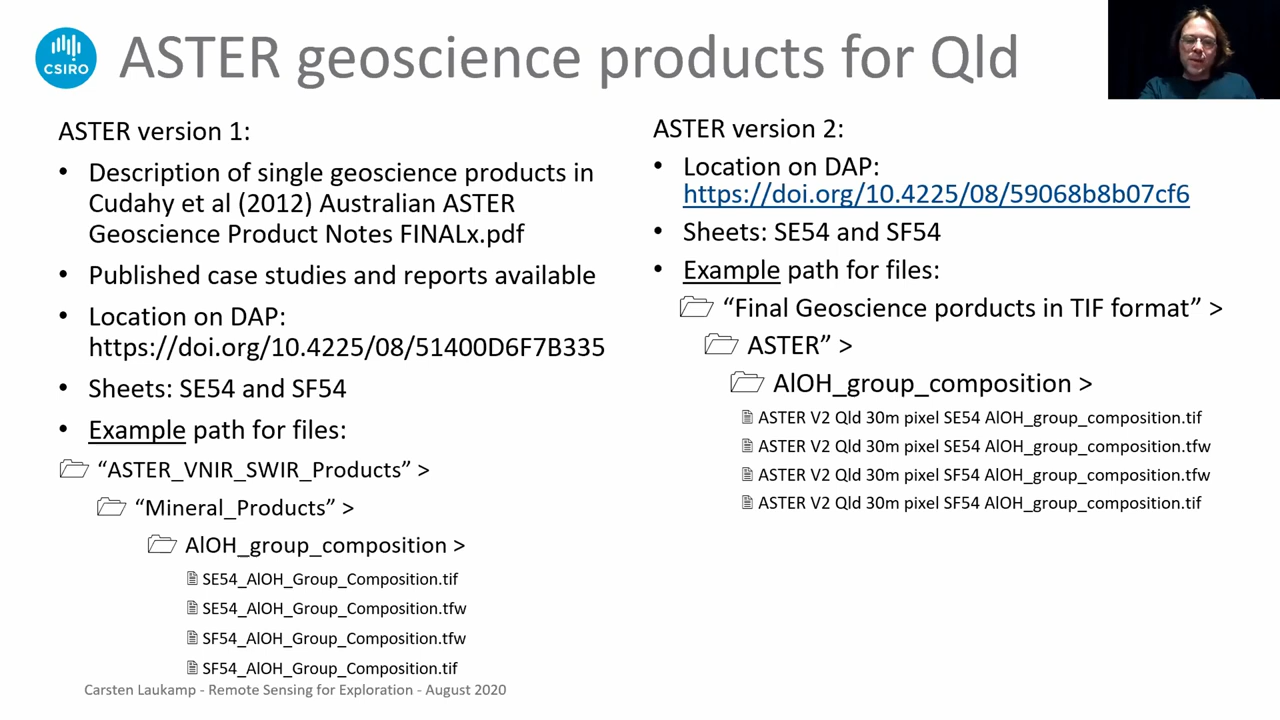 CSIRO
ASTER geoscience products for Qld
ASTER version 1:
• Description of single geoscience products in
Cudahy et al (2012) Australian ASTER
Geoscience Product Notes FINALx.pdf
• Published case studies and reports available
• Location on DAP:
https://doi.org/10.4225/08/51400D6F7B335
• Sheets: SE54 and SF54
• Example path for files:
“ASTER_VNIR_SWIR_Products” >
“Mineral_Products” >
AlOH_group_composition >
SE54_AlOH_Group_Composition.tif
SE54_AlOH_Group_Composition.tfw
SF54_AlOH_Group_Composition.tfw
SF54_AlOH_Group_Composition.tif
ASTER version 2:
• Location on DAP:
https://doi.org/10.4225/08/59068b8b07cf6
• Sheets: SE54 and SF54
• Example path for files:
“Final Geoscience porducts in TIF format” >
ASTER” >
AlOH_group_composition >
ASTER V2 Qld 30m pixel SE54 AlOH_group_composition.tif
ASTER V2 Qld 30m pixel SE54 AlOH_group_composition.tfw
ASTER V2 Qld 30m pixel SF54 AlOH_group_composition.tfw
ASTER V2 Qld 30m pixel SF54 AlOH_group_composition.tif
Carsten Laukamp - Remote Sensing for Exploration - August 2020